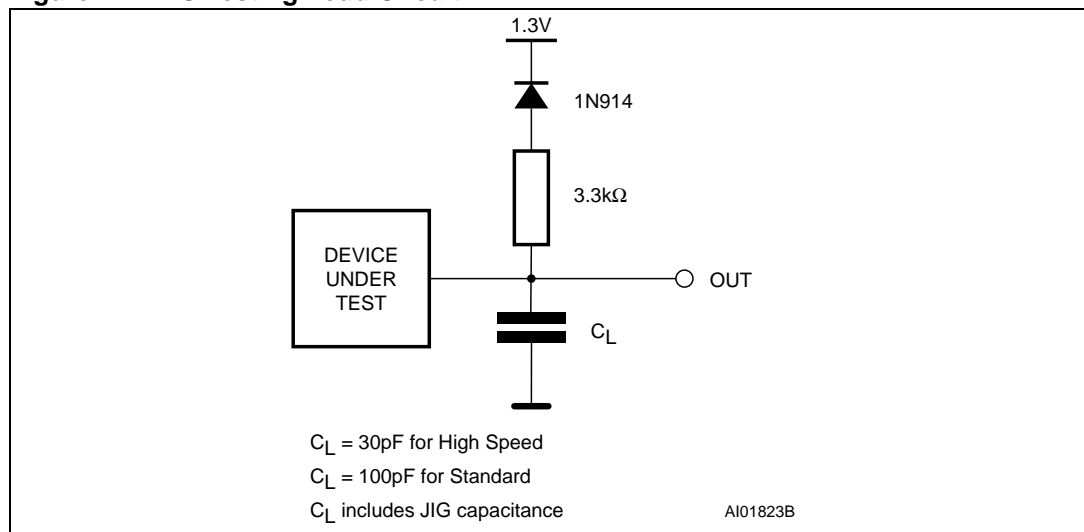 1.3V
1N914
3.3kΩ
DEVICE
UNDER
TEST
OUT
CL
CL = 30pF for High Speed
CL = 100pF for Standard
CL includes JIG capacitance
AI01823B